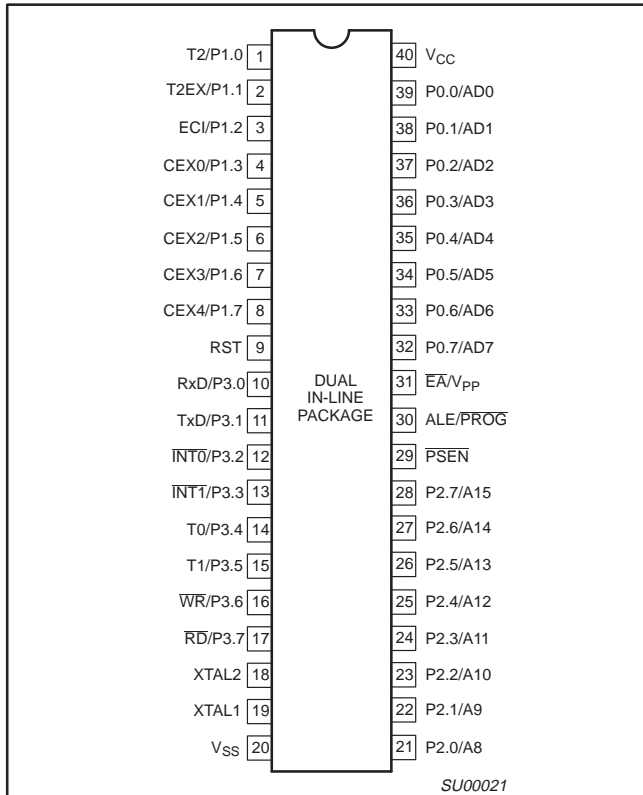 T2/P1.0 1
T2EX/P1.1 2
ECI/P1.2 3
CEX0/P1.3 4
CEX1/P1.4 5
CEX2/P1.5 6
CEX3/P1.6 7
CEX4/P1.7 8
RST 9
RxD/P3.0 10
TxD/P3.1 11
INT0/P3.2 12
INT1/P3.3 13
T0/P3.4 14
T1/P3.5 15
WR/P3.6 16
RD/P3.7 17
XTAL2 18
XTAL1 19
VSS 20
DUAL
IN-LINE
PACKAGE
40 VCC
39 P0.0/AD0
38 P0.1/AD1
37 P0.2/AD2
36 P0.3/AD3
35 P0.4/AD4
34 P0.5/AD5
33 P0.6/AD6
32 P0.7/AD7
31 EA/VPP
30 ALE/PROG
29 PSEN
28 P2.7/A15
27 P2.6/A14
26 P2.5/A13
25 P2.4/A12
24 P2.3/A11
23 P2.2/A10
22 P2.1/A9
21 P2.0/A8
SU00021